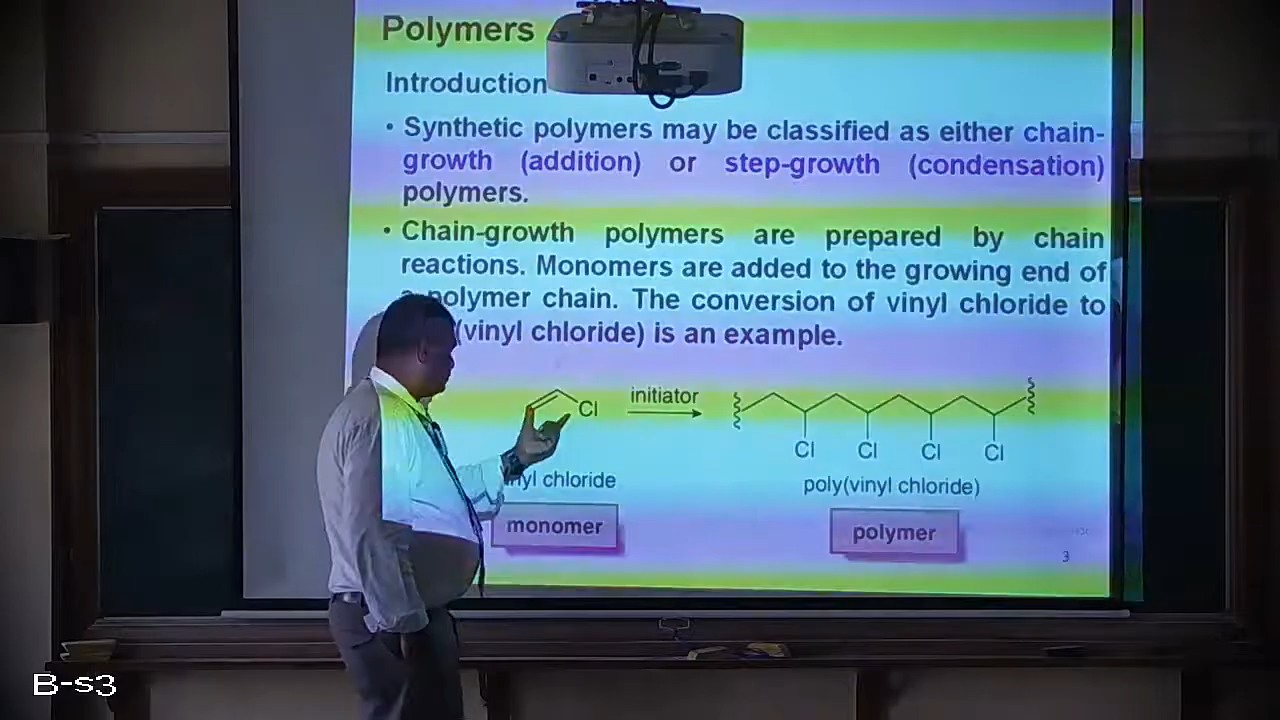 Polymers
Introduction
• Synthetic polymers may be classified as either chain-
growth (addition) or step-growth (condensation)
polymers.
• Chain-growth polymers are prepared by chain
reactions. Monomers are added to the growing end of
polymer chain. The conversion of vinyl chloride to
(vinyl chloride) is an example.
Cl initiator
Cl Cl Cl Cl
chloride poly(vinyl chloride)
monomer polymer
3
B-s3